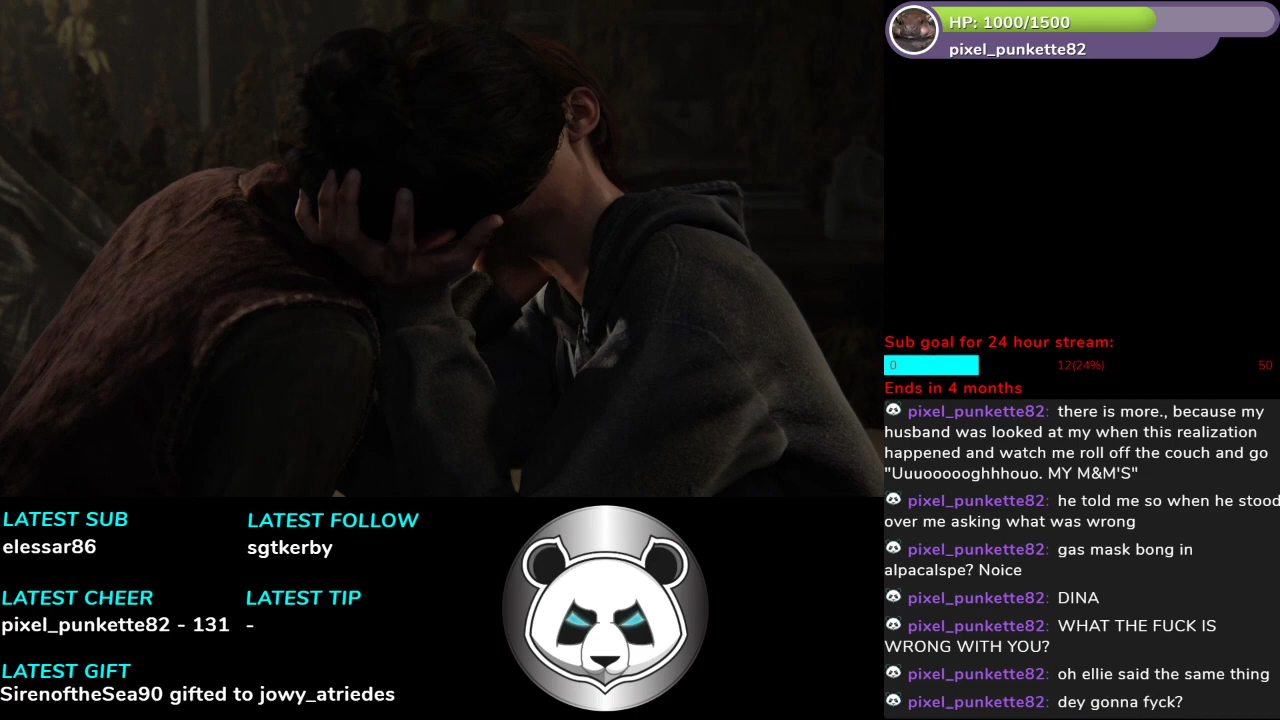 HP: 1000/1500
pixel_punkette82
Sub goal for 24 hour stream:
0 12(24%) 50
Ends in 4 months
pixel_punkette82: there is more., because my
husband was looked at my when this realization
happened and watch me roll off the couch and go
"Uuuoooooghhhouo. MY M&M'S"
pixel_punkette82: he told me so when he stood
over me asking what was wrong
pixel_punkette82: gas mask bong in
alpacalspe? Noice
pixel_punkette82: DINA
pixel_punkette82: WHAT THE FUCK IS
WRONG WITH YOU?
pixel_punkette82: oh ellie said the same thing
pixel_punkette82: dey gonna fyck?
LATEST SUB
elessar86
LATEST FOLLOW
sgtkerby
LATEST CHEER
pixel_punkette82 - 131
LATEST TIP
-
LATEST GIFT
SirenoftheSea90 gifted to jowy_atriedes